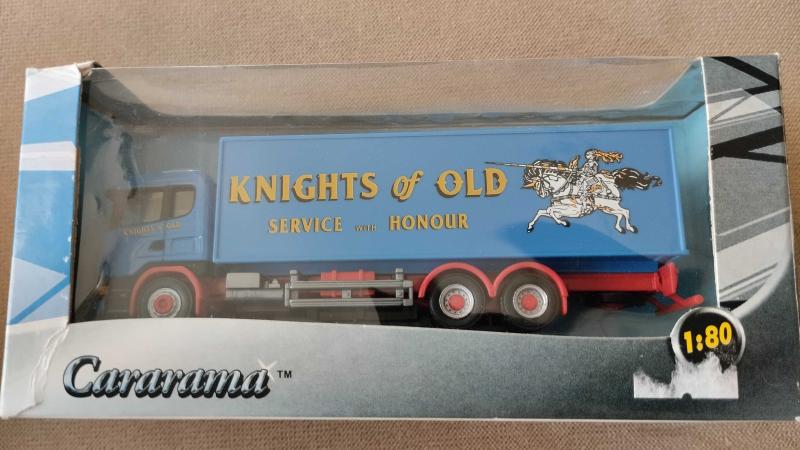 KNIGHTS of OLD
SERVICE WITH HONOUR
KNIGHTS of OLD
1:80
Cararama™